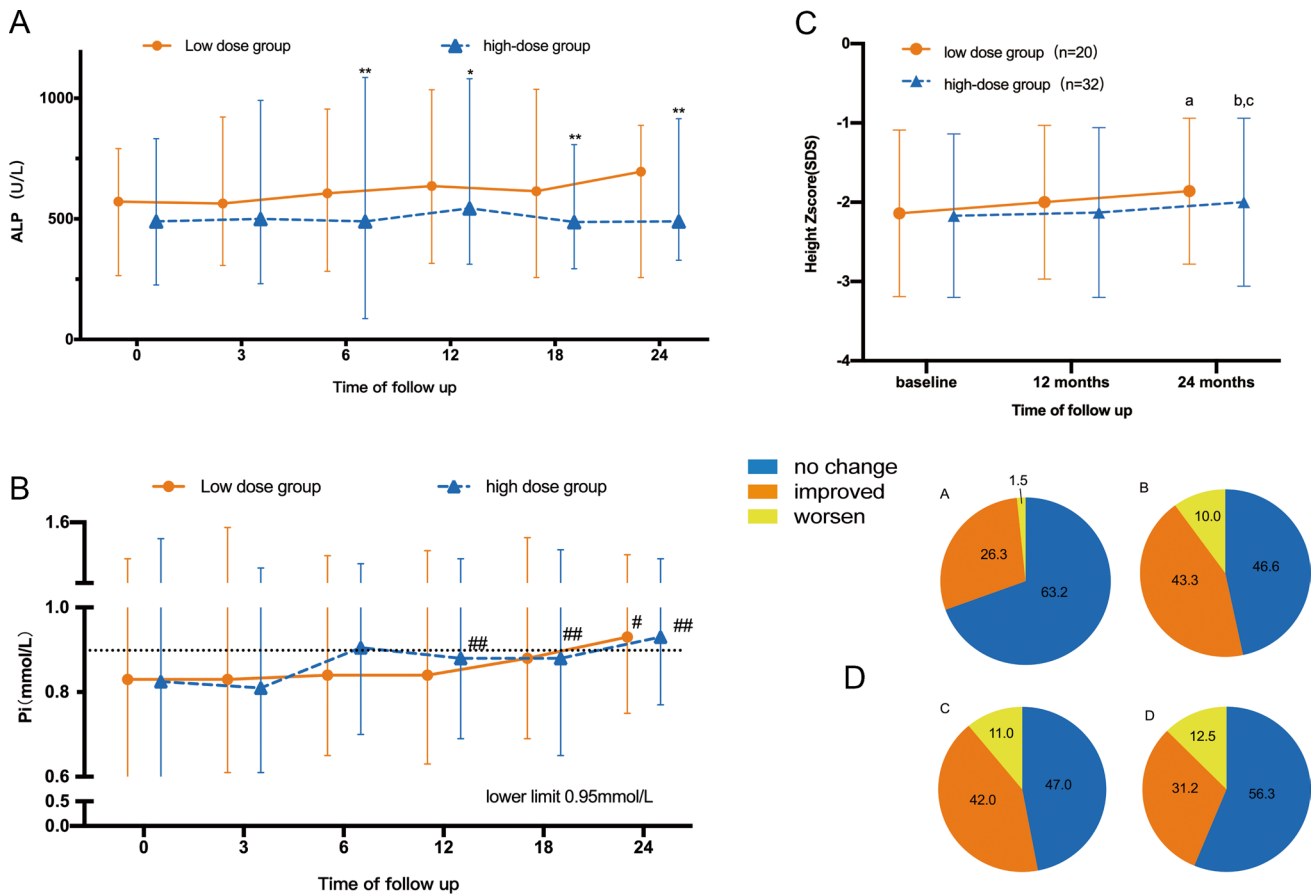 A
Low dose group
high-dose group
1000
500
0
ALP (U/L)
**
*
**
**
0
3
6
12
18
24
Time of follow up
B
Low dose group
high dose group
1.6
1.0
0.8
0.6
0.5
0.0
Pi(mmol/L)
##
##
#
##
lower limit 0.95mmol/L
0
3
6
12
18
24
Time of follow up
C
low dose group (n=20)
high-dose group (n=32)
-0
-1
-2
-3
-4
Height Zscore(SDS)
a
b,c
baseline
12 months
24 months
Time of follow up
no change
improved
worsen
D
A
1.5
26.3
63.2
B
10.0
43.3
46.6
C
11.0
42.0
47.0
D
12.5
31.2
56.3